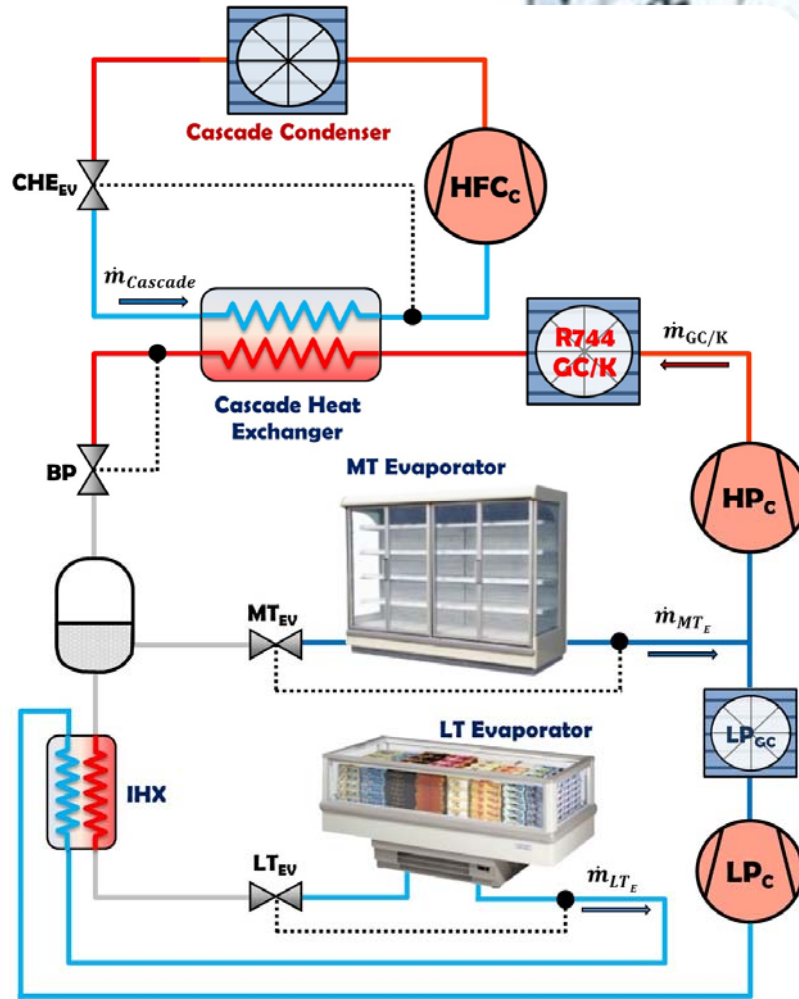 Cascade Condenser
CHE_EV
HFC_C
ṁ_Cascade
R744
GC/K
ṁ_GC/K
Cascade Heat
Exchanger
BP
MT Evaporator
HP_C
MT_EV
ṁ_MT_E
LT Evaporator
LP_GC
IHX
LT_EV
ṁ_LT_E
LP_C